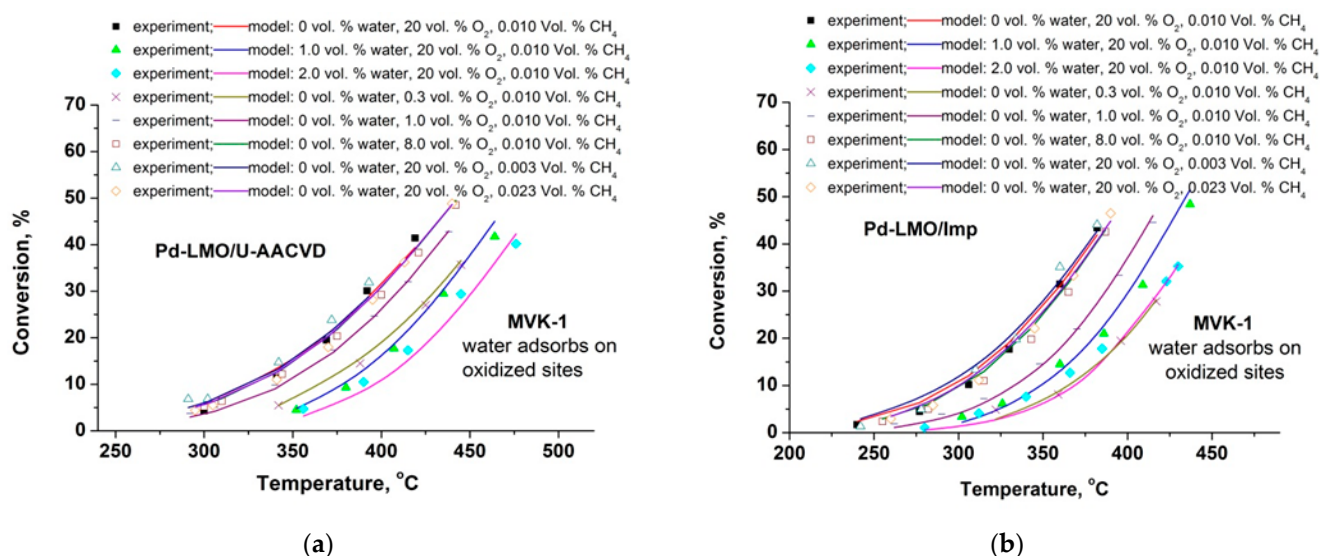 experiment; model: 0 vol. % water, 20 vol. % O₂, 0.010 Vol. % CH₄
experiment; model: 1.0 vol. % water, 20 vol. % O₂, 0.010 Vol. % CH₄
experiment; model: 2.0 vol. % water, 20 vol. % O₂, 0.010 Vol. % CH₄
experiment; model: 0 vol. % water, 0.3 vol. % O₂, 0.010 Vol. % CH₄
experiment; model: 0 vol. % water, 1.0 vol. % O₂, 0.010 Vol. % CH₄
experiment; model: 0 vol. % water, 8.0 vol. % O₂, 0.010 Vol. % CH₄
experiment; model: 0 vol. % water, 20 vol. % O₂, 0.003 Vol. % CH₄
experiment; model: 0 vol. % water, 20 vol. % O₂, 0.023 Vol. % CH₄
70
60
50
40
30
20
10
0
Conversion, %
Pd-LMO/U-AACVD
MVK-1
water adsorbs on
oxidized sites
250 300 350 400 450 500
Temperature, °C
(a)
experiment; model: 0 vol. % water, 20 vol. % O₂, 0.010 Vol. % CH₄
experiment; model: 1.0 vol. % water, 20 vol. % O₂, 0.010 Vol. % CH₄
experiment; model: 2.0 vol. % water, 20 vol. % O₂, 0.010 Vol. % CH₄
experiment; model: 0 vol. % water, 0.3 vol. % O₂, 0.010 Vol. % CH₄
experiment; model: 0 vol. % water, 1.0 vol. % O₂, 0.010 Vol. % CH₄
experiment; model: 0 vol. % water, 8.0 vol. % O₂, 0.010 Vol. % CH₄
experiment; model: 0 vol. % water, 20 vol. % O₂, 0.003 Vol. % CH₄
experiment; model: 0 vol. % water, 20 vol. % O₂, 0.023 Vol. % CH₄
70
60
50
40
30
20
10
0
Conversion, %
Pd-LMO/Imp
MVK-1
water adsorbs on
oxidized sites
200 250 300 350 400 450
Temperature, °C
(b)